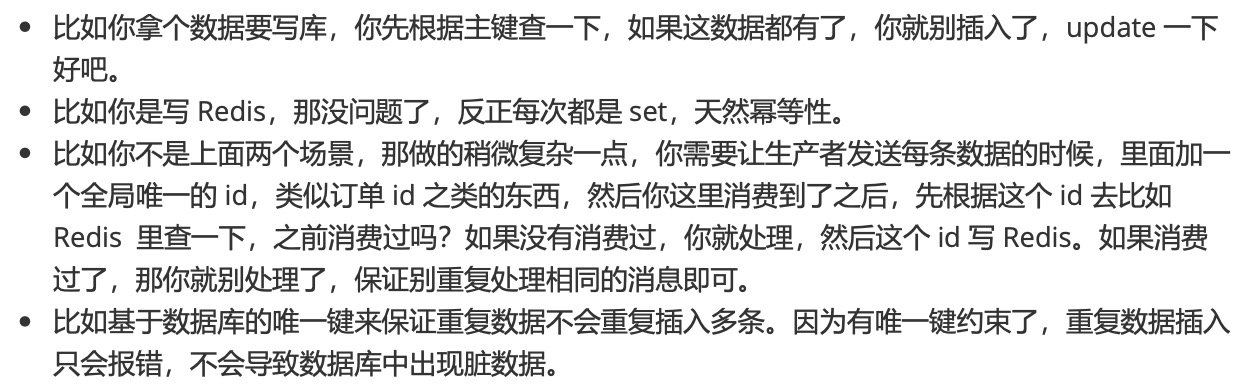 • 比如你拿个数据要写库，你先根据主键查一下，如果这数据都有了，你就别插入了，update 一下
好吧。
• 比如你是写 Redis，那没问题了，反正每次都是 set，天然幂等性。
• 比如你不是上面两个场景，那做的稍微复杂一点，你需要让生产者发送每条数据的时候，里面加一
个全局唯一的 id，类似订单 id 之类的东西，然后你这里消费到了之后，先根据这个 id 去比如
Redis 里查一下，之前消费过吗？如果没有消费过，你就处理，然后这个 id 写 Redis。如果消费
过了，那你就别处理了，保证别重复处理相同的消息即可。
• 比如基于数据库的唯一键来保证重复数据不会重复插入多条。因为有唯一键约束了，重复数据插入
只会报错，不会导致数据库中出现脏数据。